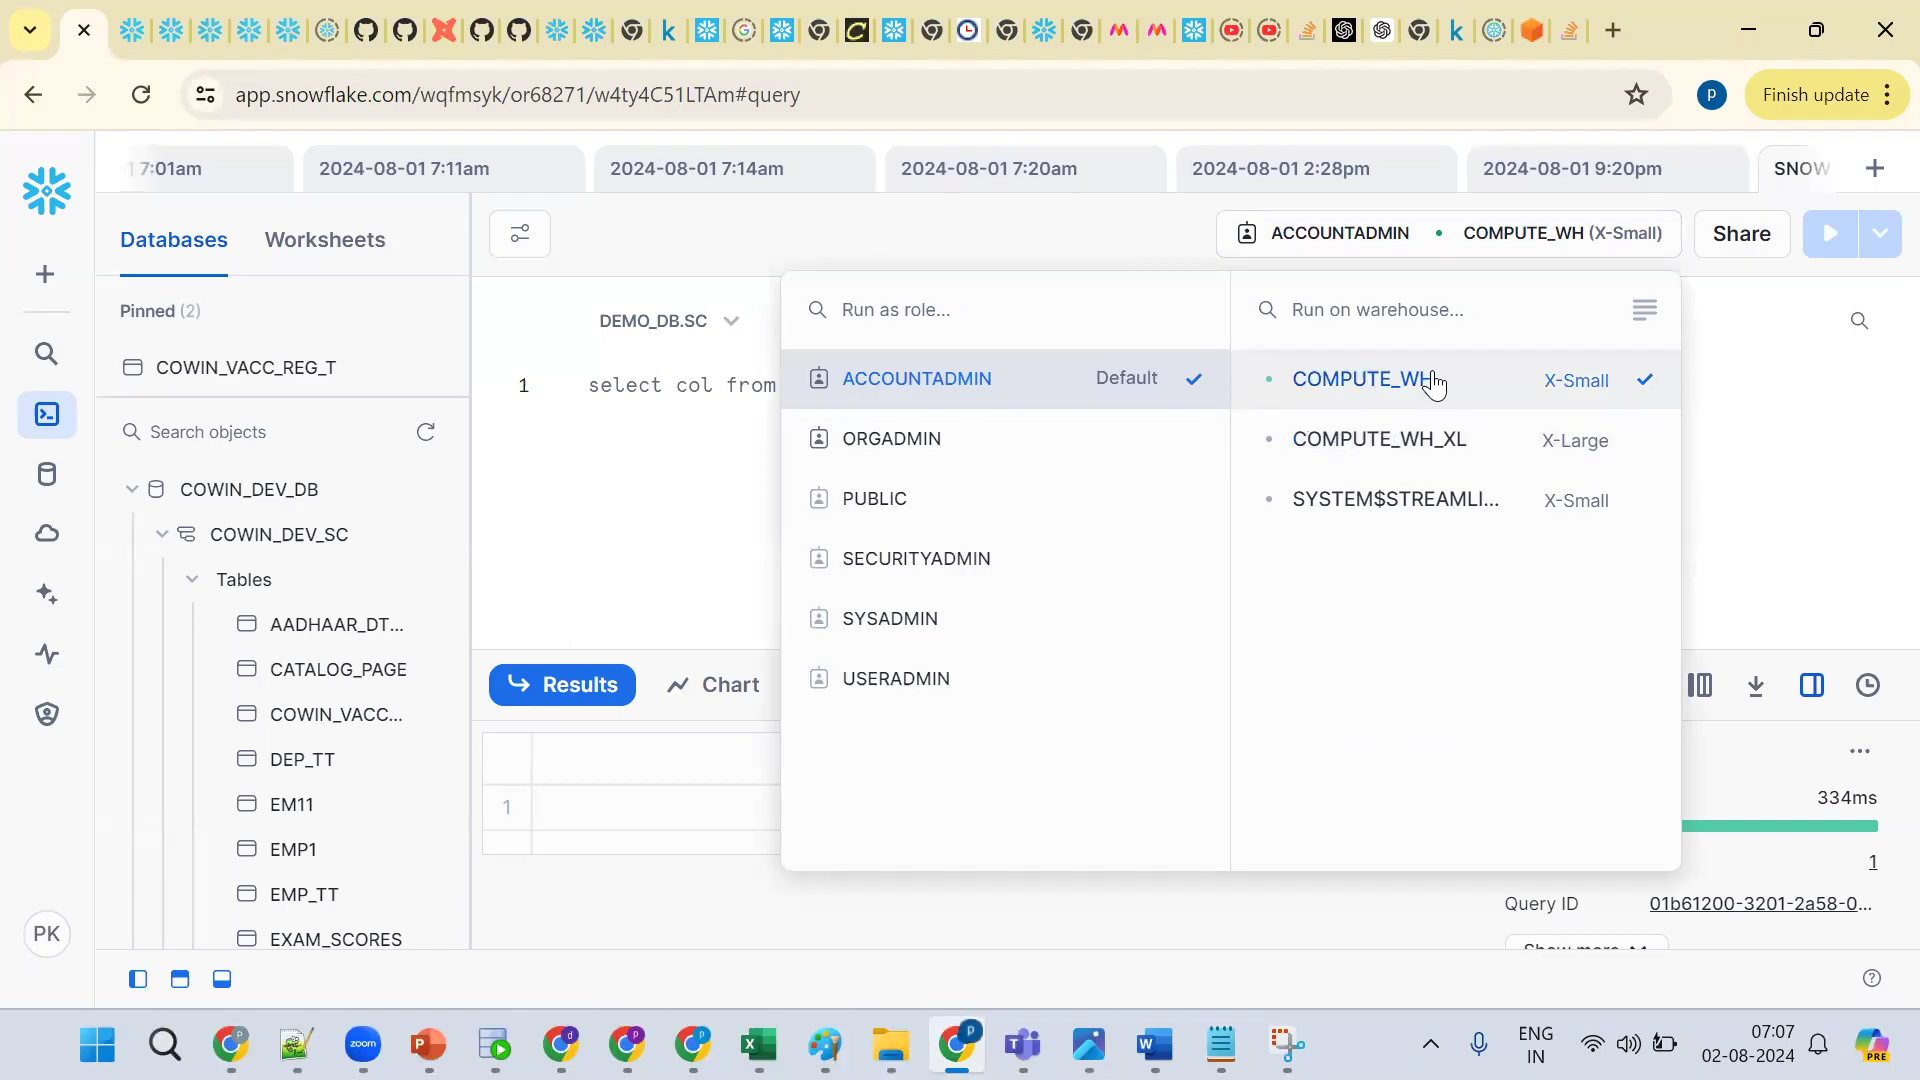 app.snowflake.com/wqfmsyk/or68271/w4ty4C51LTAm#query
p
Finish update
7:01am
2024-08-01 7:11am
2024-08-01 7:14am
2024-08-01 7:20am
2024-08-01 2:28pm
2024-08-01 9:20pm
SNOW
Databases
Worksheets
ACCOUNTADMIN
COMPUTE_WH (X-Small)
Share
Pinned (2)
COWIN_VACC_REG_T
Search objects
COWIN_DEV_DB
COWIN_DEV_SC
Tables
AADHAAR_DT...
CATALOG_PAGE
COWIN_VACC...
DEP_TT
EM11
EMP1
EMP_TT
EXAM_SCORES
PK
DEMO_DB.SC
1 select col from
Run as role...
ACCOUNTADMIN Default
ORGADMIN
PUBLIC
SECURITYADMIN
SYSADMIN
USERADMIN
Run on warehouse...
COMPUTE_WH X-Small
COMPUTE_WH_XL X-Large
SYSTEM$STREAMLI... X-Small
Results
Chart
1
334ms
1
Query ID 01b61200-3201-2a58-0...
Show more
zoom
ENG
IN
07:07
02-08-2024
PRE